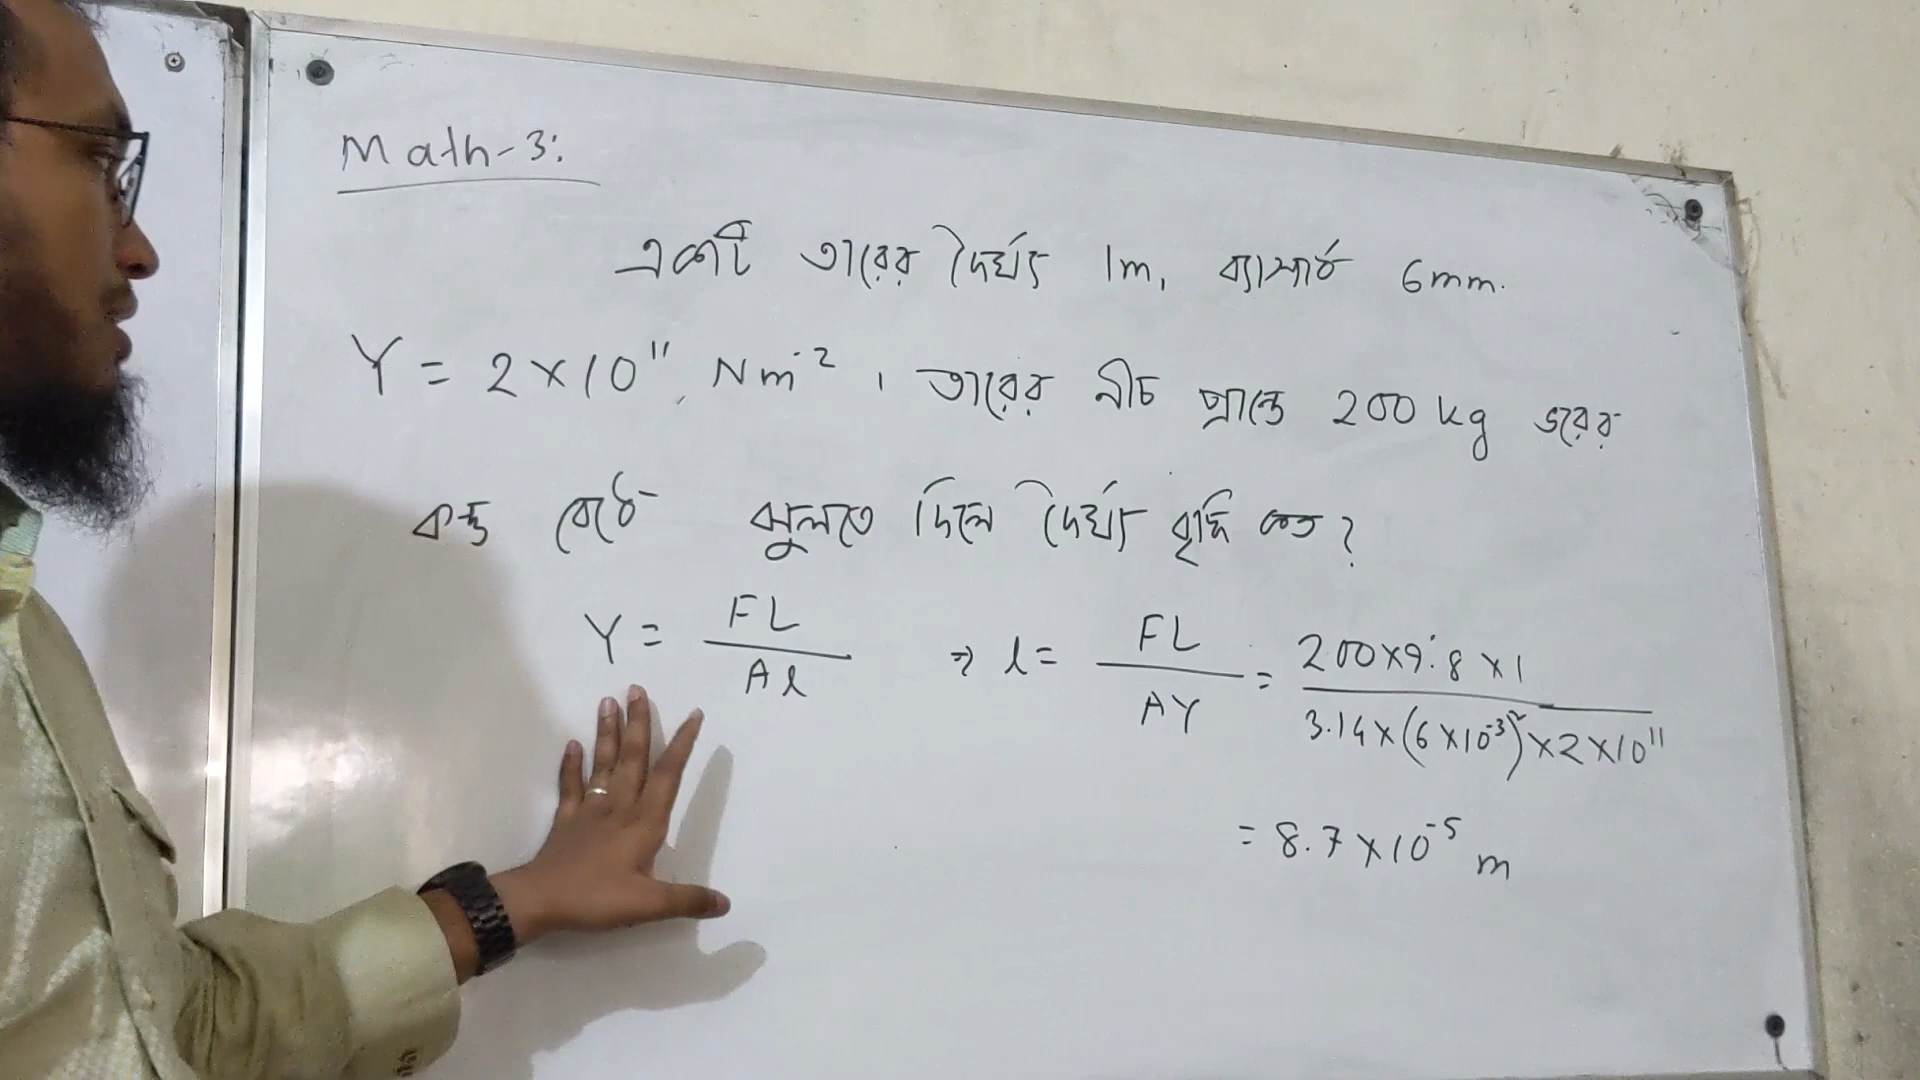 Math-3:
একটি তারের দৈর্ঘ্য 1m, ব্যাসার্ধ 6mm.
Y = 2×10¹¹ Nm⁻² । তারের নীচ প্রান্তে 200 kg ভরের
বস্তু বেঁধে ঝুলতে দিলে দৈর্ঘ্য বৃদ্ধি কত?
Y = FL/Al ⇒ l = FL/AY = 200×9.8×1/3.14×(6×10⁻³)²×2×10¹¹
= 8.7×10⁻⁵ m